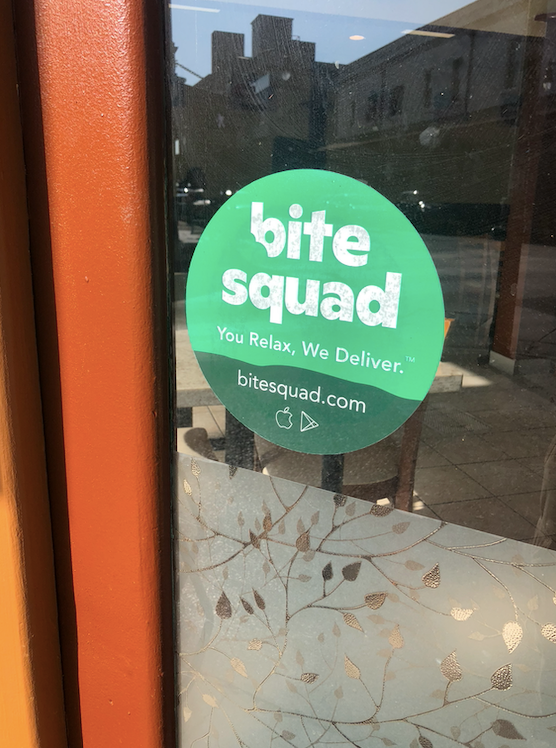 bite
squad
You Relax, We Deliver.™
bitesquad.com